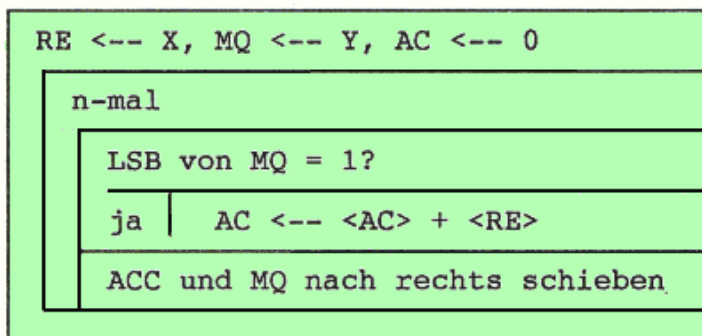 RE <-- X, MQ <-- Y, AC <-- 0
n-mal
LSB von MQ = 1?
ja AC <-- <AC> + <RE>
ACC und MQ nach rechts schieben